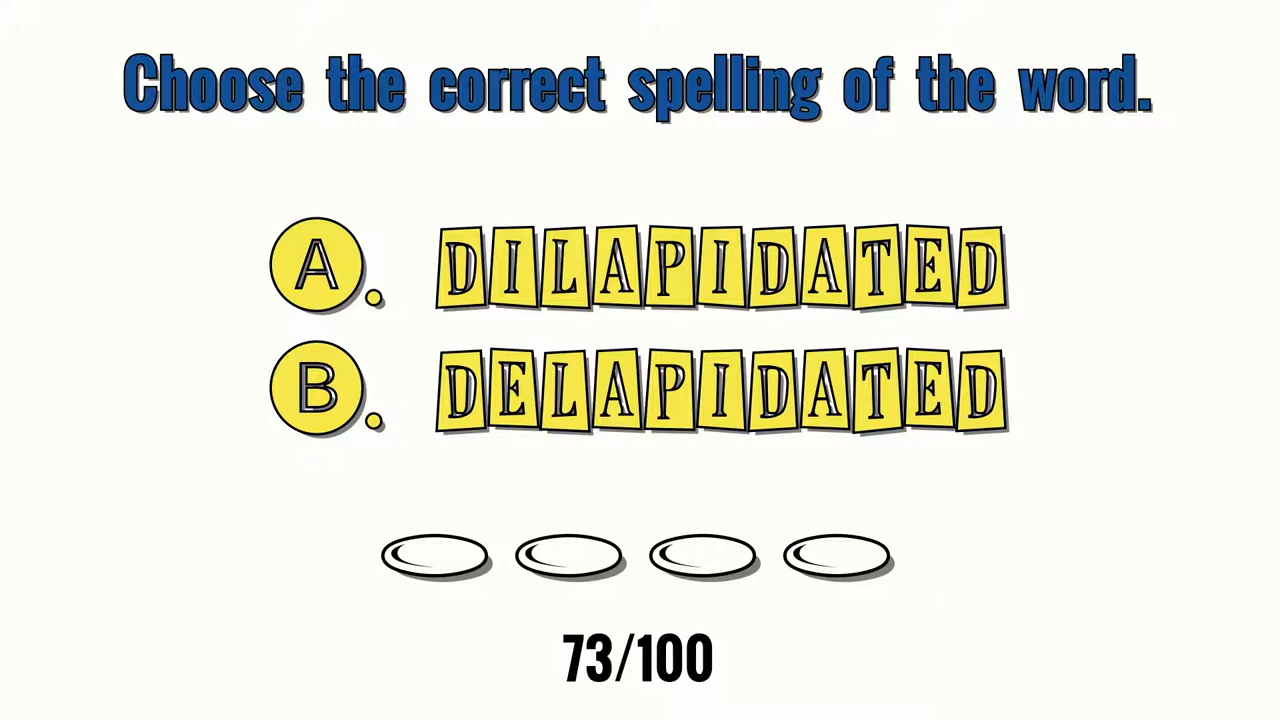 Choose the correct spelling of the word.
A. DILAPIDATED
B. DELAPIDATED
73/100